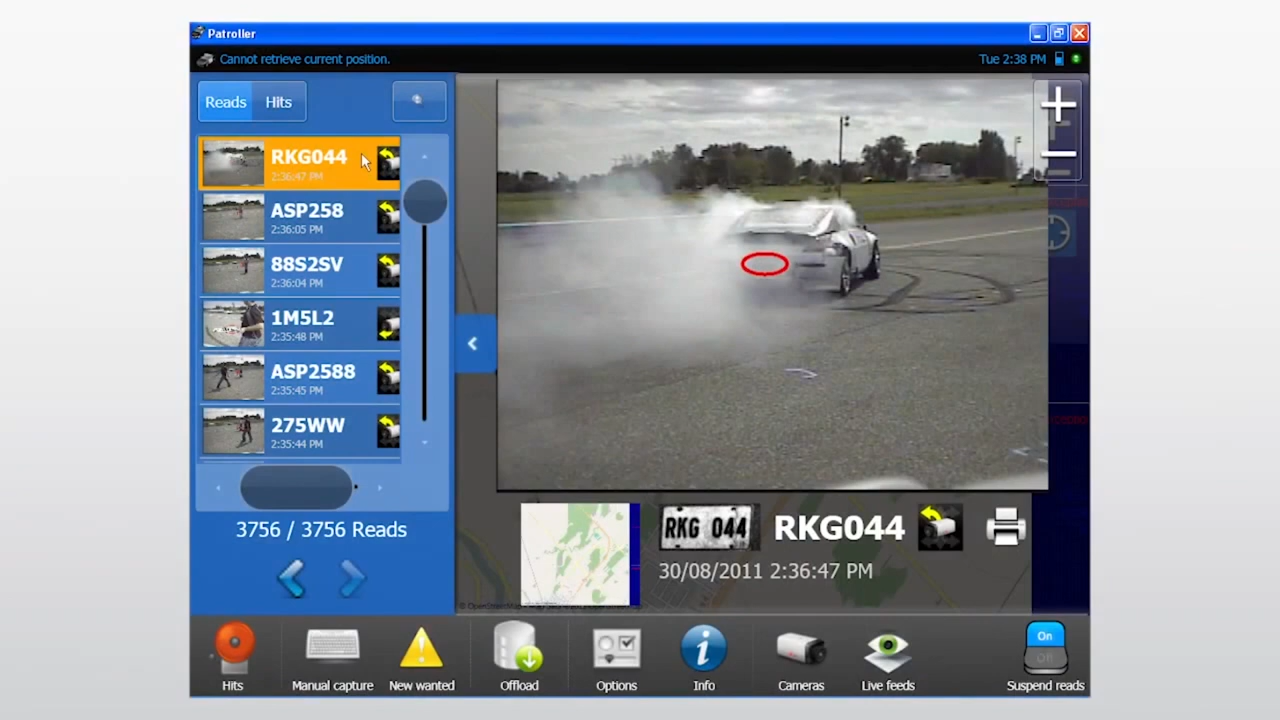 Patroller
Cannot retrieve current position.
Tue 2:38 PM
Reads
Hits
RKG044
2:36:47 PM
ASP258
2:36:05 PM
88S2SV
2:36:04 PM
1M5L2
2:35:48 PM
ASP2588
2:35:45 PM
275WW
2:35:44 PM
3756 / 3756 Reads
RKG 044
RKG044
30/08/2011 2:36:47 PM
Hits
Manual capture
New wanted
Offload
Options
Info
Cameras
Live feeds
On
Off
Suspend reads